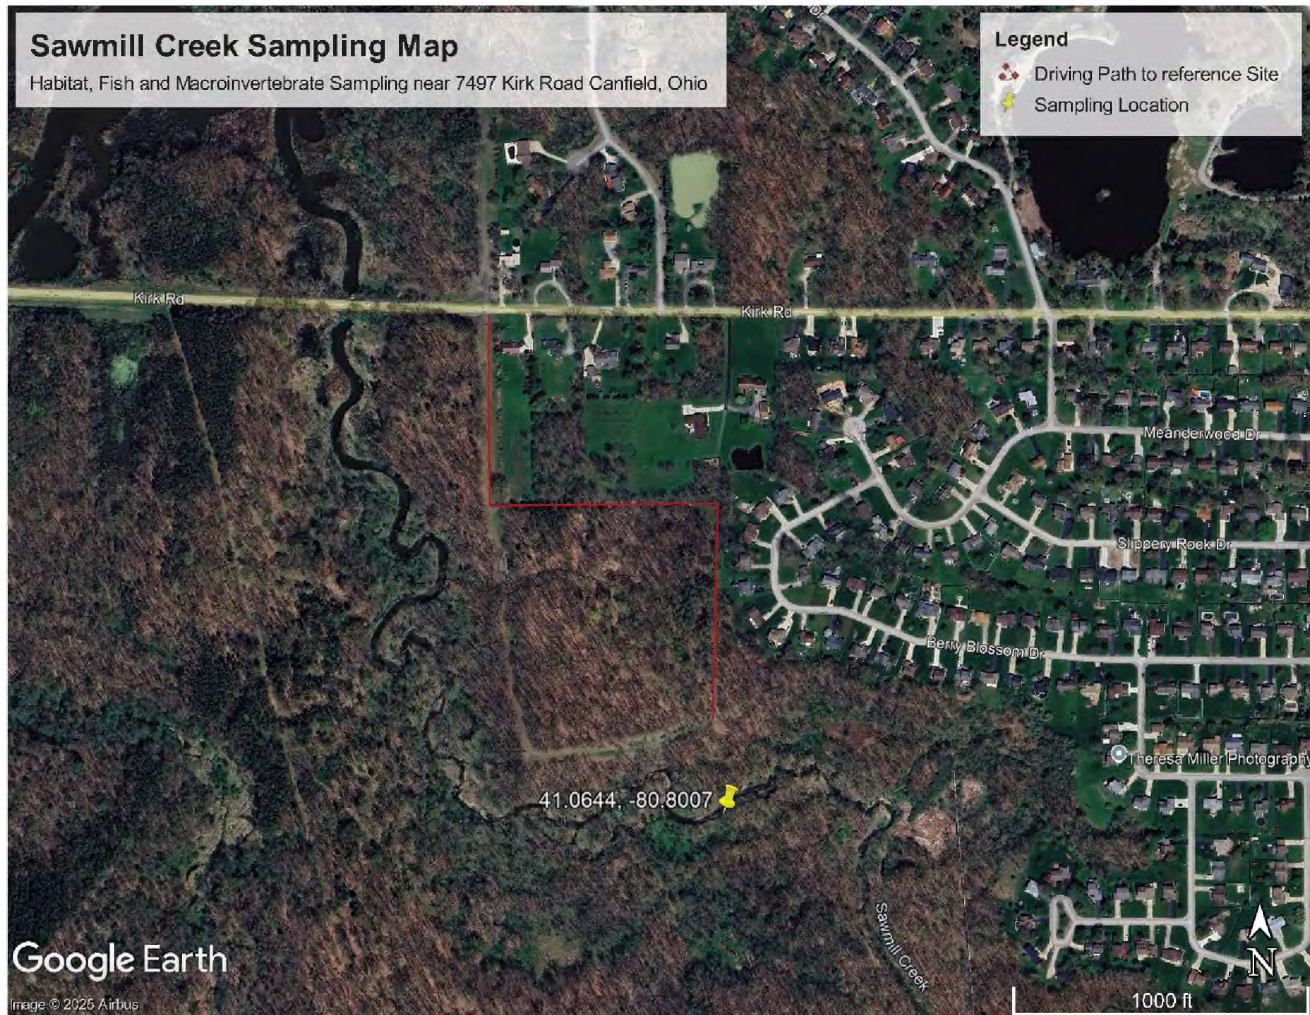 Sawmill Creek Sampling Map
Habitat, Fish and Macroinvertebrate Sampling near 7497 Kirk Road Canfield, Ohio
Legend
Driving Path to reference Site
Sampling Location
Kirk Rd
Kirk Rd
Meanderwood Dr
Slippery Rock Dr
Berry Blossom Dr
Theresa Miller Photography
41.0644, -80.8007
Sawmill Creek
Google Earth
N
Image © 2025 Airbus
1000 ft